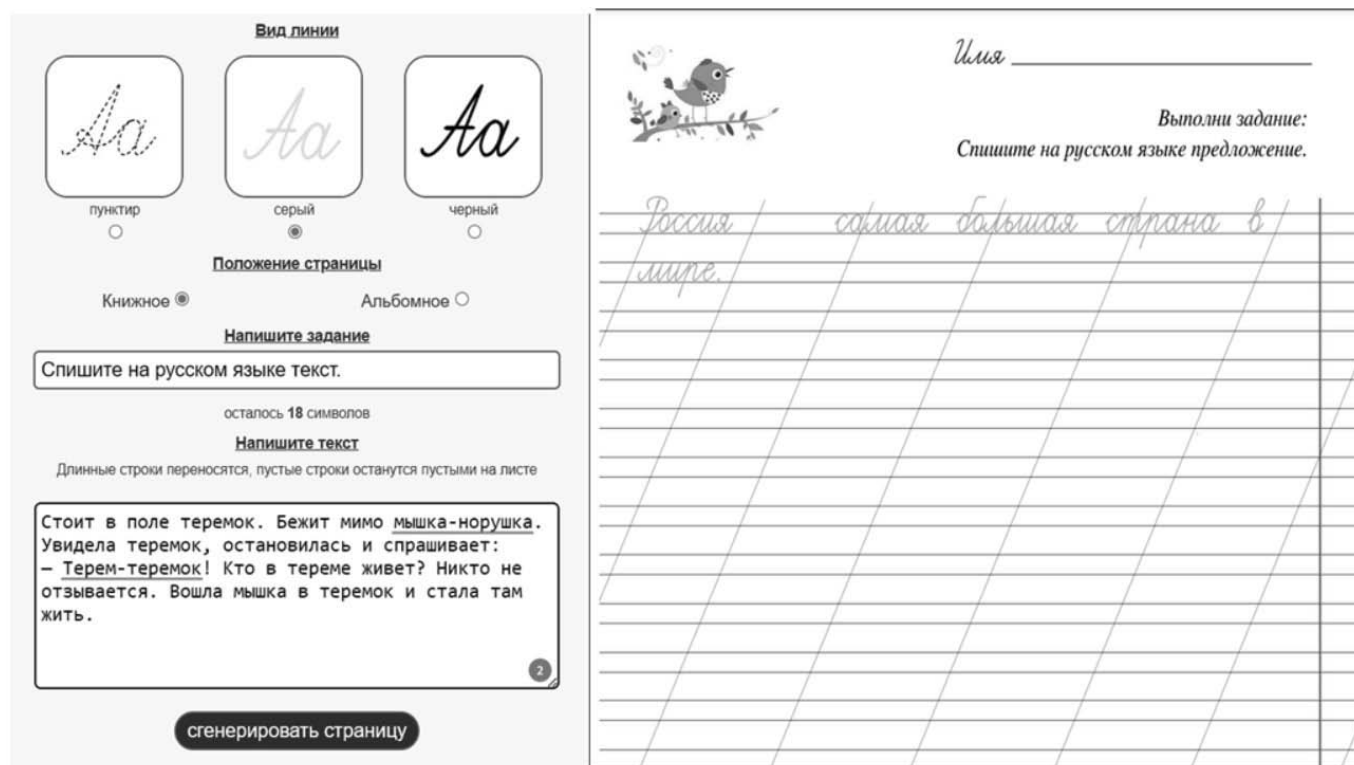 Вид линии
Аа Аа Аа
пунктир серый черный
Положение страницы
Книжное Альбомное
Напишите задание
Спишите на русском языке текст.
осталось 18 символов
Напишите текст
Длинные строки переносятся, пустые строки останутся пустыми на листе
Стоит в поле теремок. Бежит мимо мышка-норушка.
Увидела теремок, остановилась и спрашивает:
— Терем-теремок! Кто в тереме живет? Никто не
отзывается. Вошла мышка в теремок и стала там
жить.
2
сгенерировать страницу
Имя
Выполни задание:
Спишите на русском языке предложение.
Россия самая большая страна в
мире.